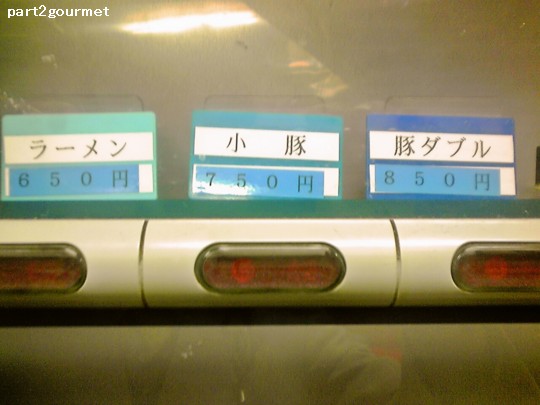 part2gourmet
ラーメン
６５０円
小　豚
７５０円
豚ダブル
８５０円